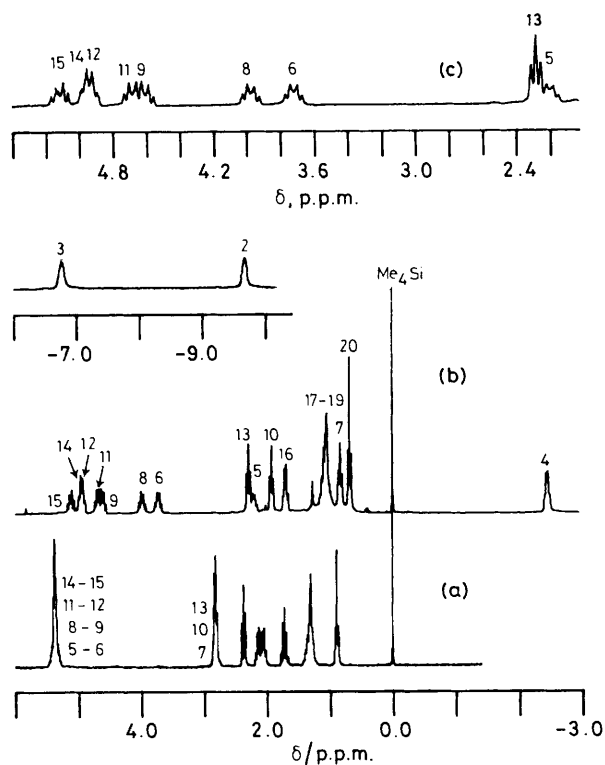 13
15 14 12 11 9 8 6 (c) 5
4.8 4.2 3.6 3.0 2.4
δ, p.p.m.
3 2
Me4Si
-7.0 -9.0
20
(b)
17-19
14 12 11 13 10 7
15 9 8 6 5 16 4
(a)
14-15
11-12
8-9
5-6
13
10
7
4.0 2.0 0.0 -3.0
δ/p.p.m.